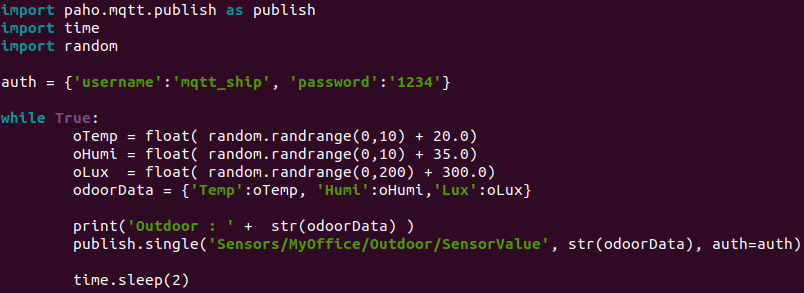 import paho.mqtt.publish as publish
import time
import random
auth = {'username':'mqtt_ship', 'password':'1234'}
while True:
        oTemp = float( random.randrange(0,10) + 20.0)
        oHumi = float( random.randrange(0,10) + 35.0)
        oLux  = float( random.randrange(0,200) + 300.0)
        odoorData = {'Temp':oTemp, 'Humi':oHumi,'Lux':oLux}
        print('Outdoor : ' +  str(odoorData) )
        publish.single('Sensors/MyOffice/Outdoor/SensorValue', str(odoorData), auth=auth)
        time.sleep(2)